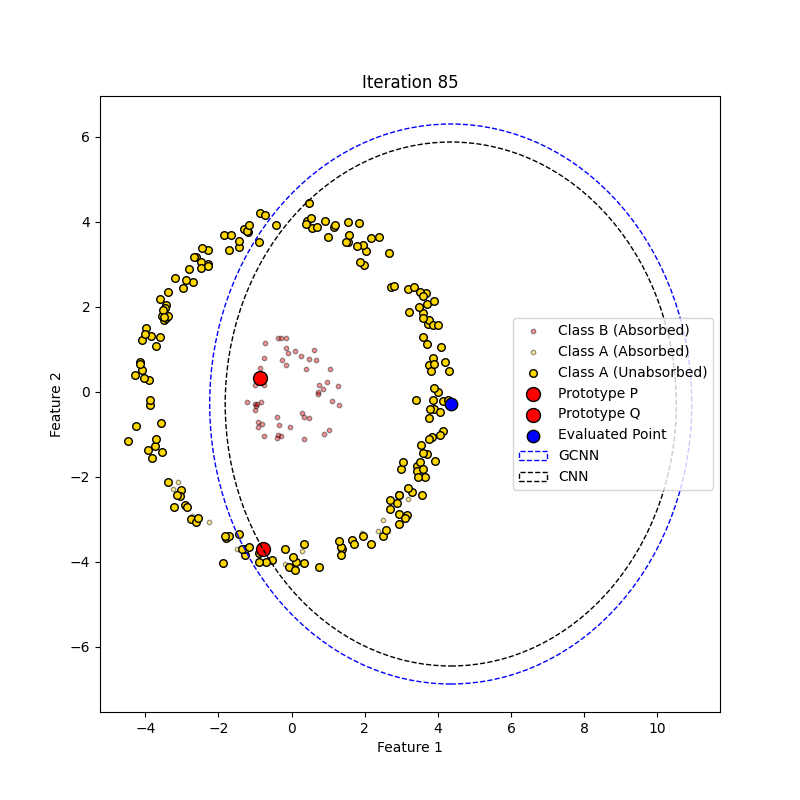 Iteration 85
6
4
2
0
−2
−4
−6
Feature 2
Class B (Absorbed)
Class A (Absorbed)
Class A (Unabsorbed)
Prototype P
Prototype Q
Evaluated Point
GCNN
CNN
−4 −2 0 2 4 6 8 10
Feature 1